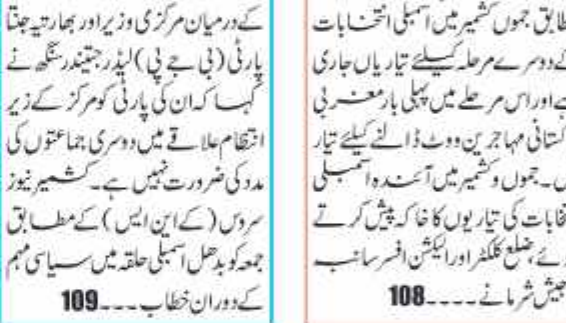 طابق جموں کشمیر میں اسمبلی انتخابات
کے دوسرے مرحلہ کیلئے تیاریاں جاری
ہے اور اس مرحلے میں پہلی بار مغربی
کستانی مہاجرین ووٹ ڈالنے کیلئے تیار
ں۔ جموں وکشمیر میں آئندہ اسمبلی
تخابات کی تیاریوں کا خاکہ پیش کرتے
وئے، ضلع کلکٹر اور الیکشن افسر سانبہ
جیش شرمانے ۔۔۔۔108
کے درمیان مرکزی وزیر اور بھارتیہ جنتا
پارٹی (بی جے پی) لیڈر جتیندر سنگھ نے
کہا کہ ان کی پارٹی کو مرکز کے زیر
انتظام علاقے میں دوسری جماعتوں کی
مدد کی ضرورت نہیں ہے۔ کشمیر نیوز
سروس (کے این ایس) کے مطابق
جمعہ کو بدھل اسمبلی حلقہ میں سیاسی مہم
کے دوران خطاب ۔۔۔109